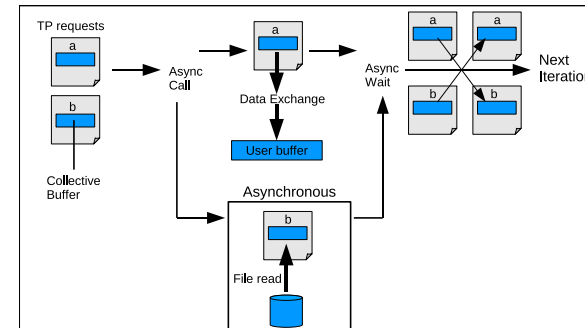 TP requests
a
b
Collective
Buffer
Async
Call
a
Data Exchange
User buffer
Asynchronous
b
File read
Async
Wait
a
a
b
b
Next
Iteration